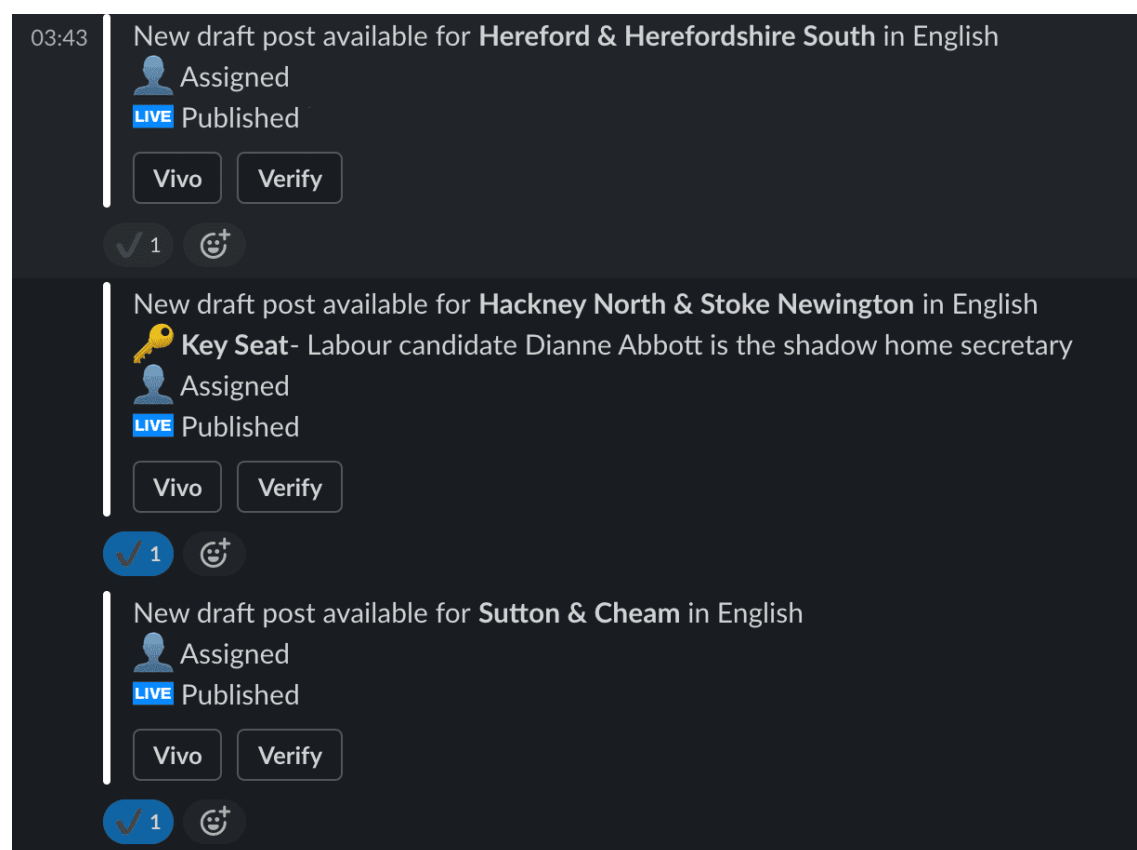 03:43
New draft post available for Hereford & Herefordshire South in English
Assigned
LIVE Published
Vivo Verify
1
New draft post available for Hackney North & Stoke Newington in English
Key Seat- Labour candidate Dianne Abbott is the shadow home secretary
Assigned
LIVE Published
Vivo Verify
1
New draft post available for Sutton & Cheam in English
Assigned
LIVE Published
Vivo Verify
1